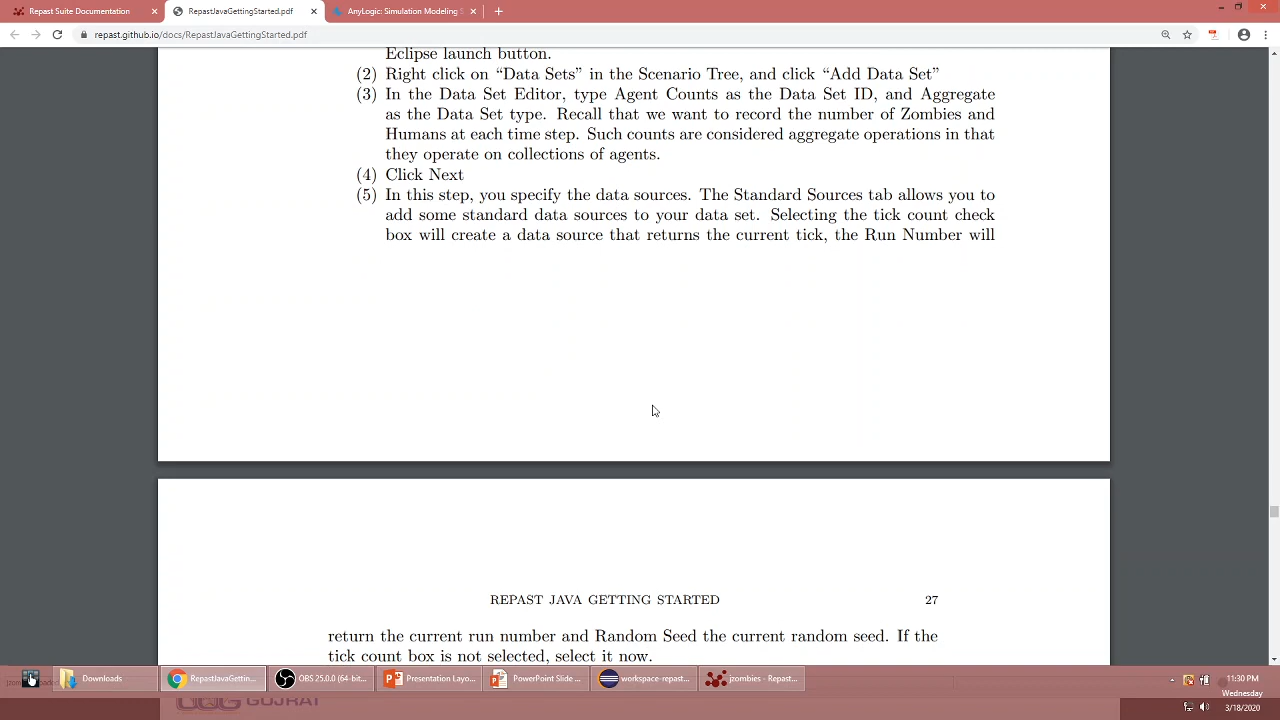 Repast Suite Documentation
RepastJavaGettingStarted.pdf
AnyLogic: Simulation Modeling S
repast.github.io/docs/RepastJavaGettingStarted.pdf
Eclipse launch button.
(2) Right click on “Data Sets” in the Scenario Tree, and click “Add Data Set”
(3) In the Data Set Editor, type Agent Counts as the Data Set ID, and Aggregate
as the Data Set type. Recall that we want to record the number of Zombies and
Humans at each time step. Such counts are considered aggregate operations in that
they operate on collections of agents.
(4) Click Next
(5) In this step, you specify the data sources. The Standard Sources tab allows you to
add some standard data sources to your data set. Selecting the tick count check
box will create a data source that returns the current tick, the Run Number will
REPAST JAVA GETTING STARTED 27
return the current run number and Random Seed the current random seed. If the
tick count box is not selected, select it now.
Downloads
RepastJavaGettin...
OBS 25.0.0 (64-bit...
Presentation Layo...
PowerPoint Slide ...
workspace-repast...
jzombies - Repast...
11:30 PM
Wednesday
3/18/2020
GUJRAT